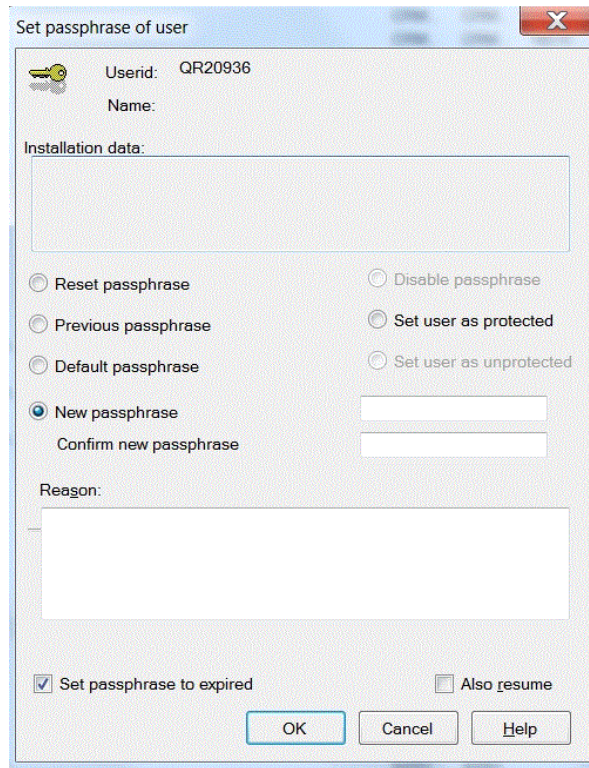 Set passphrase of user
Userid: QR20936
Name:
Installation data:
Reset passphrase
Disable passphrase
Previous passphrase
Set user as protected
Default passphrase
Set user as unprotected
New passphrase
Confirm new passphrase
Reason:
Set passphrase to expired
Also resume
OK
Cancel
Help